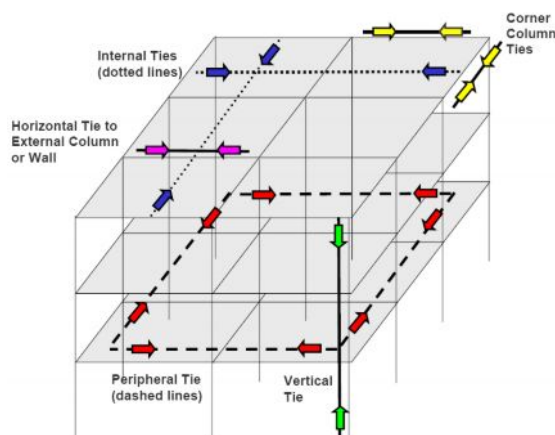 Corner
Column
Ties
Internal Ties
(dotted lines)
Horizontal Tie to
External Column
or Wall
Peripheral Tie
(dashed lines)
Vertical
Tie